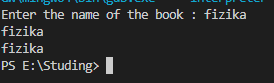 Enter the name of the book : fizika
fizika
fizika
PS E:\Studing>